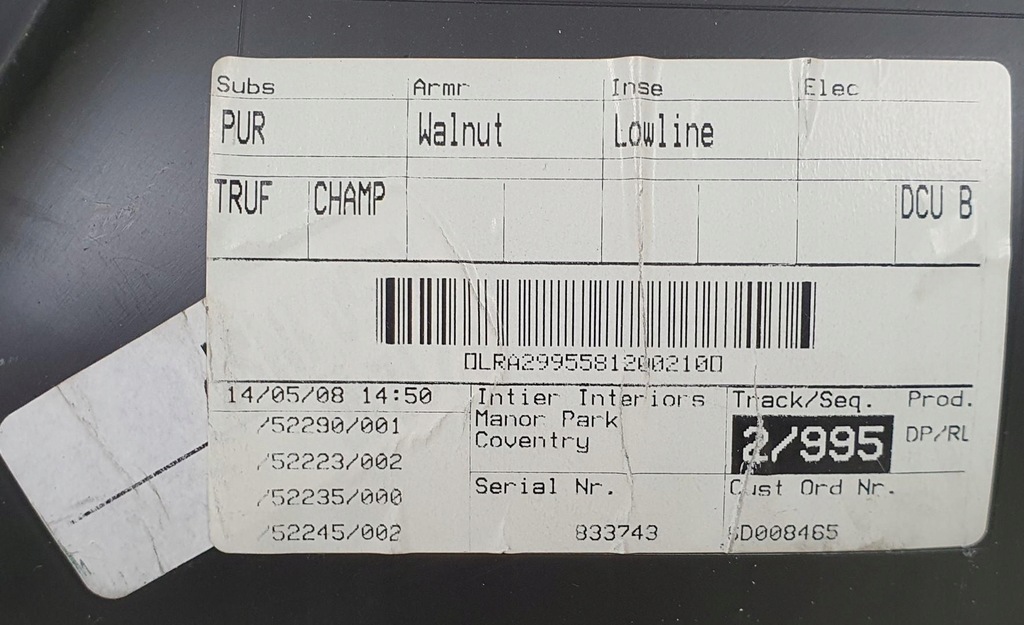 Subs Armr Inse Elec
PUR Walnut Lowline
TRUF CHAMP DCU B
▯LRA2995581200210▯
14/05/08 14:50 Intier Interiors Track/Seq. Prod.
/52290/001 Manor Park 2/995 DP/RL
/52223/002 Coventry
/52235/000 Serial Nr. Cust Ord Nr.
/52245/002 833743 SD008465